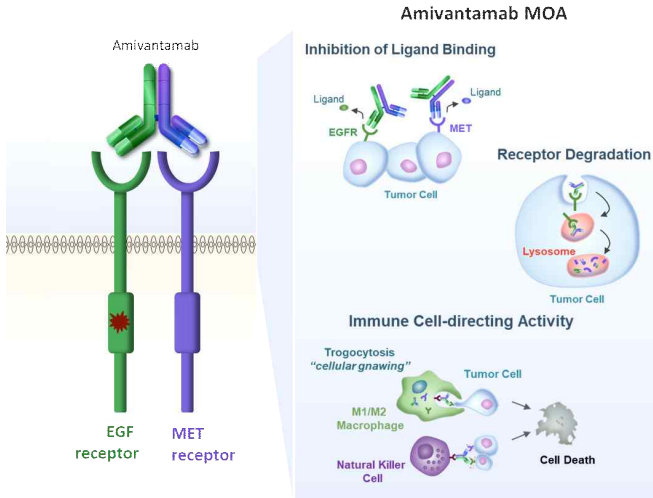 Amivantamab MOA
Amivantamab
EGF
receptor
MET
receptor
Inhibition of Ligand Binding
Ligand
EGFR
Ligand
MET
Tumor Cell
Receptor Degradation
Lysosome
Tumor Cell
Immune Cell-directing Activity
Trogocytosis
"cellular gnawing"
Tumor Cell
M1/M2
Macrophage
Natural Killer
Cell
Cell Death